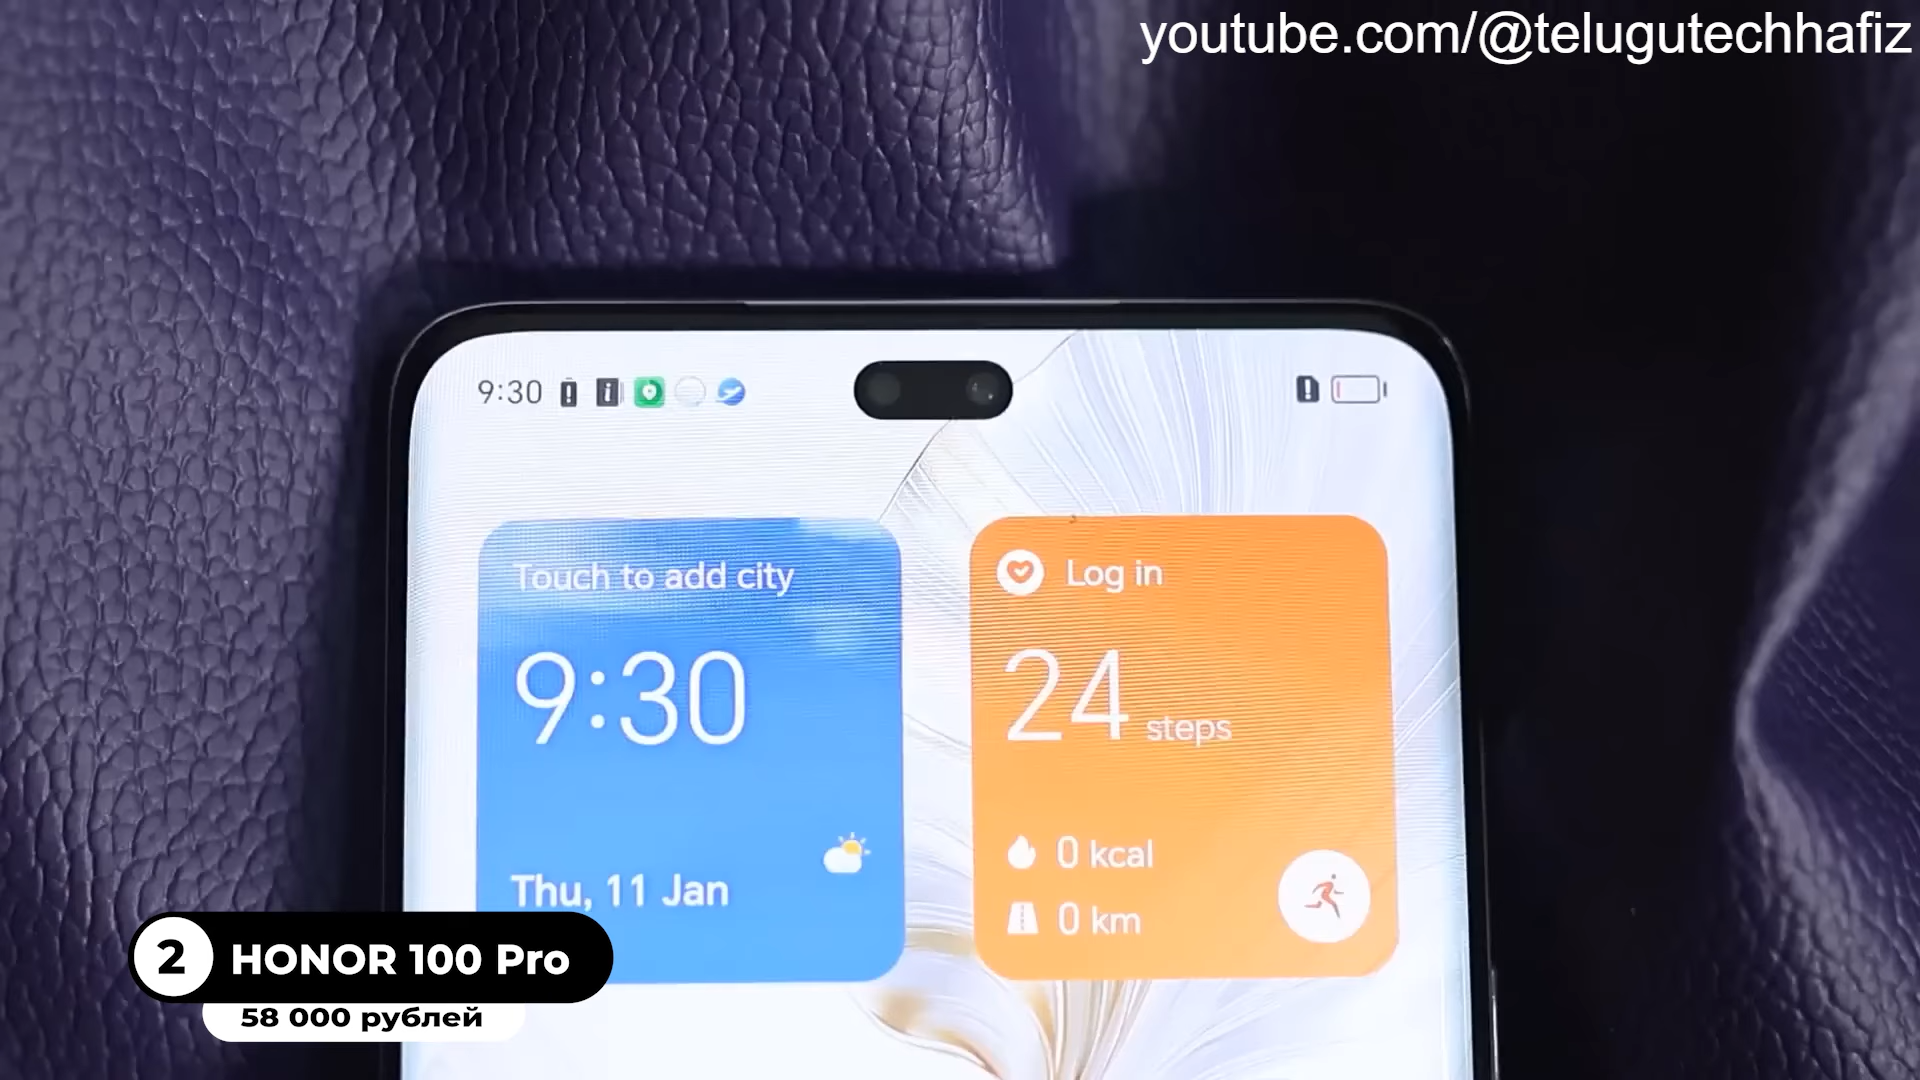 youtube.com/@telugutechhafiz
9:30
Touch to add city
9:30
Thu, 11 Jan
Log in
24 steps
0 kcal
0 km
2 HONOR 100 Pro
58 000 рублей